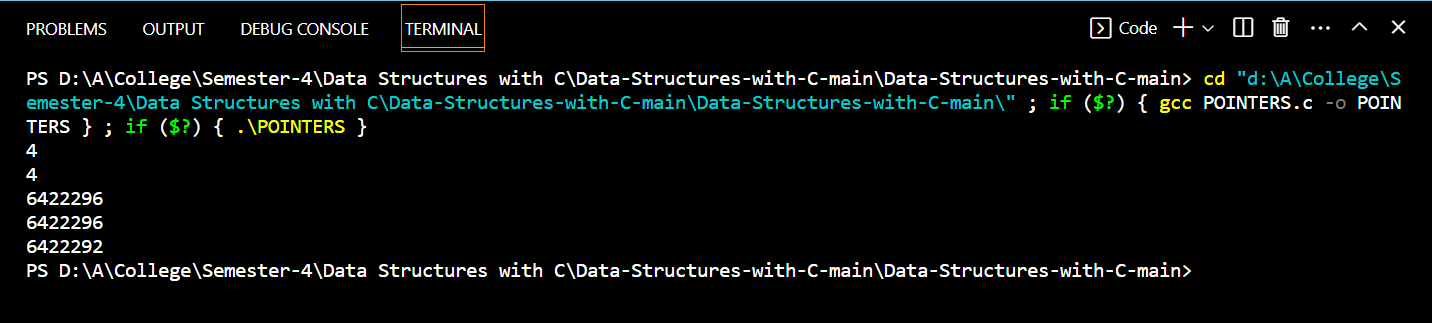 PROBLEMS OUTPUT DEBUG CONSOLE TERMINAL Code
PS D:\A\College\Semester-4\Data Structures with C\Data-Structures-with-C-main\Data-Structures-with-C-main> cd "d:\A\College\S
emester-4\Data Structures with C\Data-Structures-with-C-main\Data-Structures-with-C-main\" ; if ($?) { gcc POINTERS.c -o POIN
TERS } ; if ($?) { .\POINTERS }
4
4
6422296
6422296
6422292
PS D:\A\College\Semester-4\Data Structures with C\Data-Structures-with-C-main\Data-Structures-with-C-main>